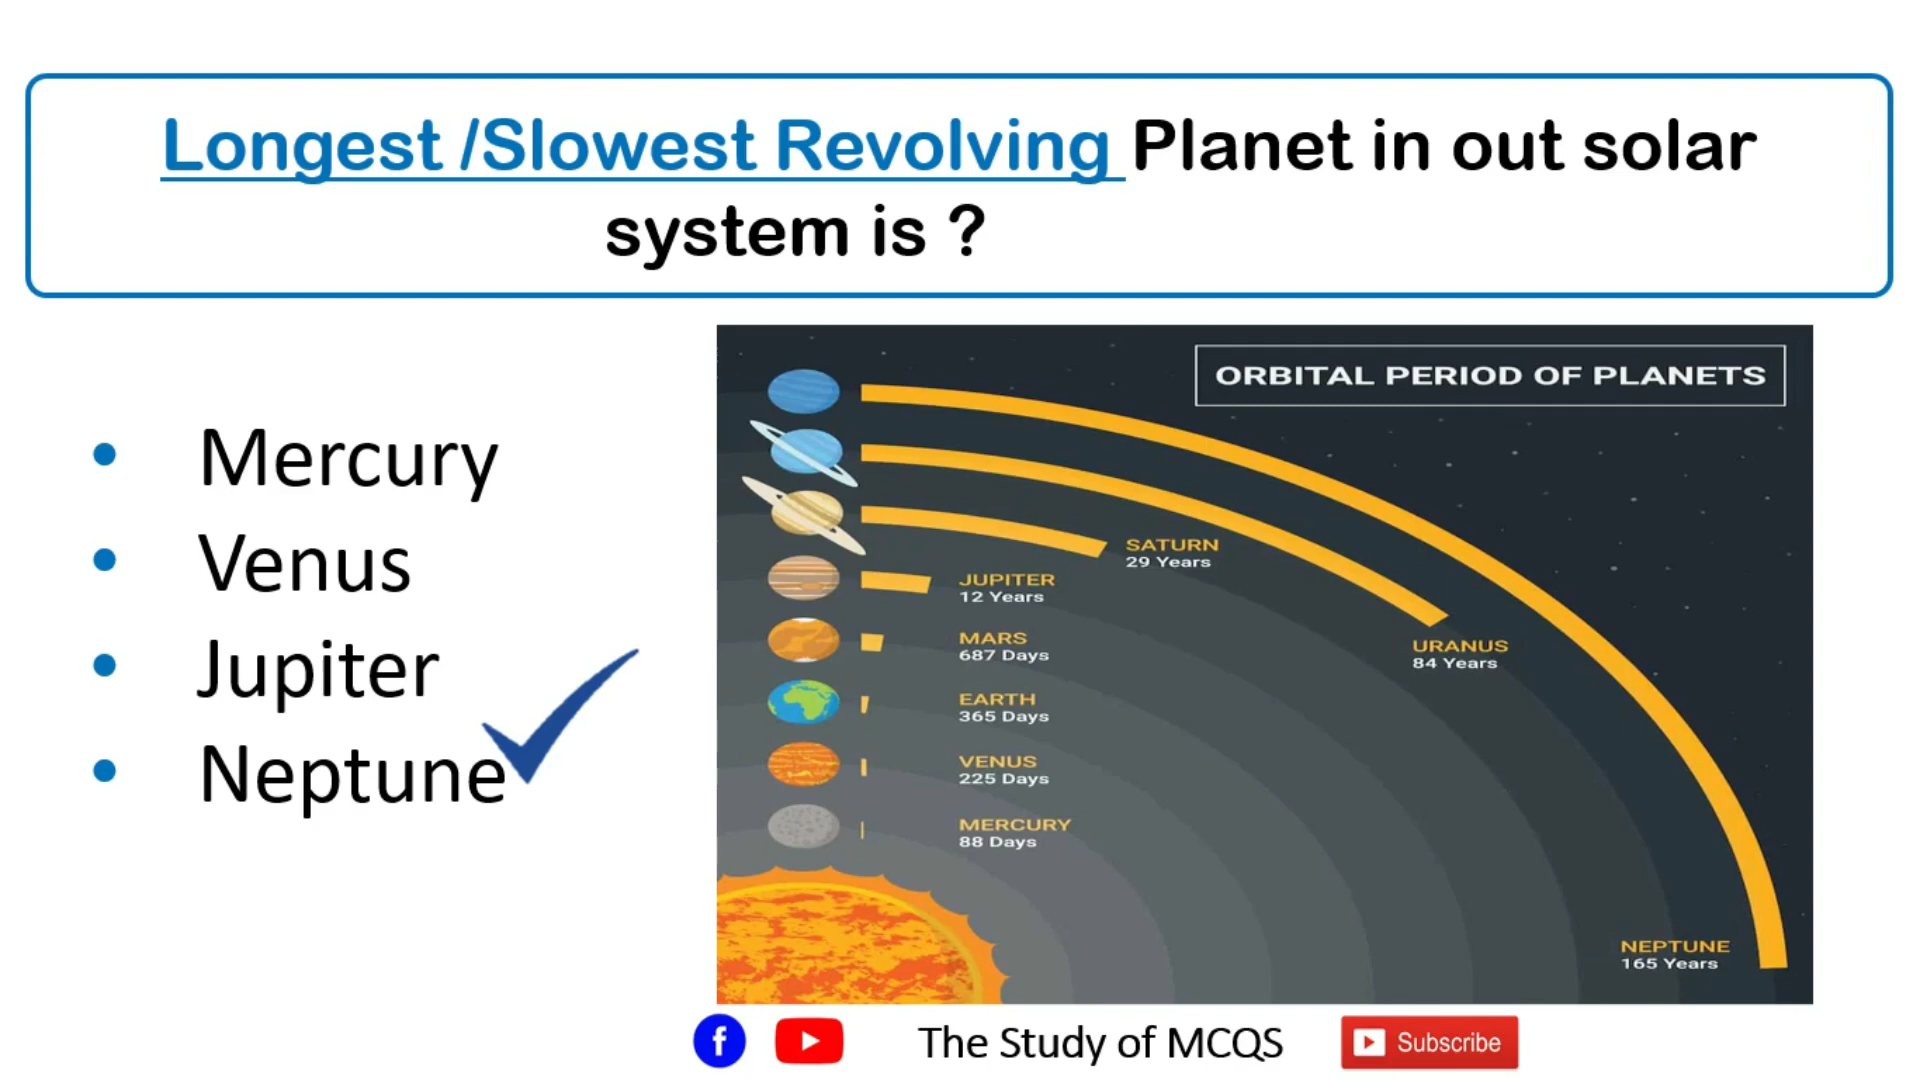 Longest /Slowest Revolving Planet in out solar
system is ?
• Mercury
• Venus
• Jupiter
• Neptune
ORBITAL PERIOD OF PLANETS
SATURN
29 Years
JUPITER
12 Years
MARS
687 Days
URANUS
84 Years
EARTH
365 Days
VENUS
225 Days
MERCURY
88 Days
NEPTUNE
165 Years
f
The Study of MCQS
Subscribe